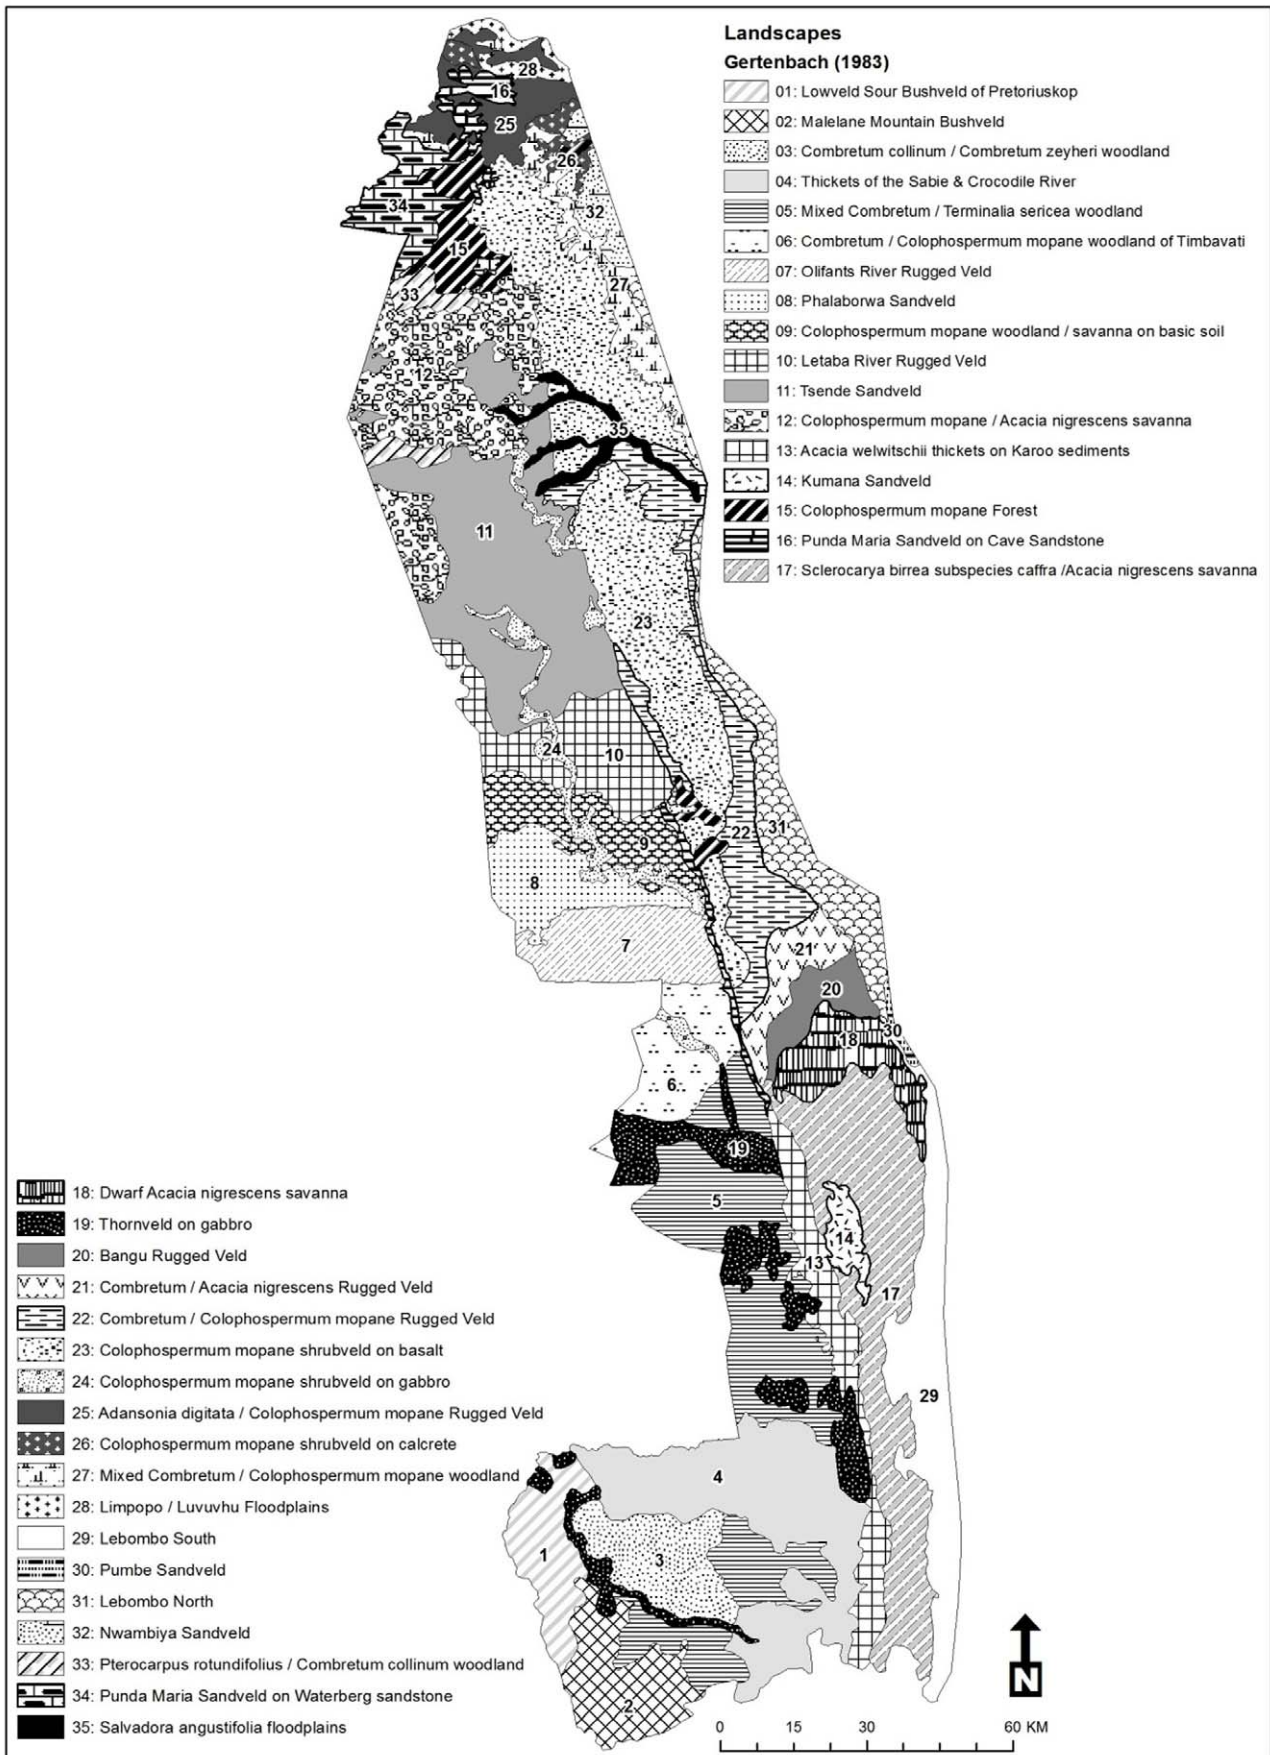 Landscapes
Gertenbach (1983)
01: Lowveld Sour Bushveld of Pretoriuskop
02: Malelane Mountain Bushveld
03: Combretum collinum / Combretum zeyheri woodland
04: Thickets of the Sabie & Crocodile River
05: Mixed Combretum / Terminalia sericea woodland
06: Combretum / Colophospermum mopane woodland of Timbavati
07: Olifants River Rugged Veld
08: Phalaborwa Sandveld
09: Colophospermum mopane woodland / savanna on basic soil
10: Letaba River Rugged Veld
11: Tsende Sandveld
12: Colophospermum mopane / Acacia nigrescens savanna
13: Acacia welwitschii thickets on Karoo sediments
14: Kumana Sandveld
15: Colophospermum mopane Forest
16: Punda Maria Sandveld on Cave Sandstone
17: Sclerocarya birrea subspecies caffra /Acacia nigrescens savanna
28
16
25
26
34
32
15
27
33
12
35
11
23
24
10
22
31
9
8
7
21
20
30
18
6
19
5
14
13
17
29
4
3
1
2
18: Dwarf Acacia nigrescens savanna
19: Thornveld on gabbro
20: Bangu Rugged Veld
21: Combretum / Acacia nigrescens Rugged Veld
22: Combretum / Colophospermum mopane Rugged Veld
23: Colophospermum mopane shrubveld on basalt
24: Colophospermum mopane shrubveld on gabbro
25: Adansonia digitata / Colophospermum mopane Rugged Veld
26: Colophospermum mopane shrubveld on calcrete
27: Mixed Combretum / Colophospermum mopane woodland
28: Limpopo / Luvuvhu Floodplains
29: Lebombo South
30: Pumbe Sandveld
31: Lebombo North
32: Nwambiya Sandveld
33: Pterocarpus rotundifolius / Combretum collinum woodland
34: Punda Maria Sandveld on Waterberg sandstone
35: Salvadora angustifolia floodplains
N
0 15 30 60 KM